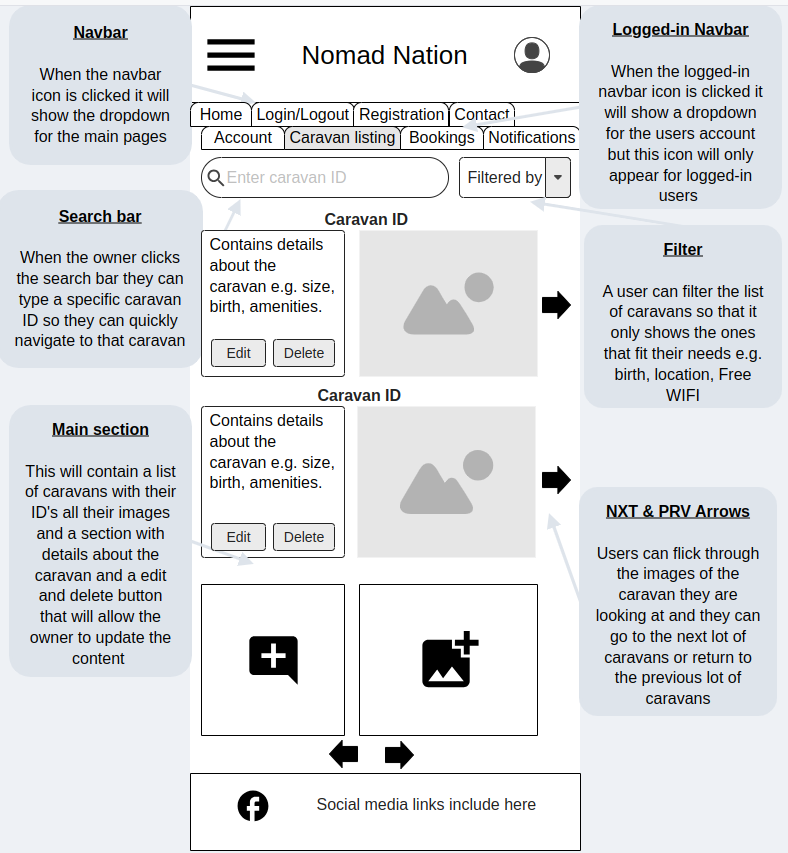 Navbar
When the navbar
icon is clicked it will
show the dropdown
for the main pages
Nomad Nation
Logged-in Navbar
When the logged-in
navbar icon is clicked it
will show a dropdown
for the users account
but this icon will only
appear for logged-in
users
Home Login/Logout Registration Contact
Account Caravan listing Bookings Notifications
Enter caravan ID Filtered by
Search bar
When the owner clicks
the search bar they can
type a specific caravan
ID so they can quickly
navigate to that caravan
Caravan ID
Contains details
about the
caravan e.g. size,
birth, amenities.
Edit Delete
Filter
A user can filter the list
of caravans so that it
only shows the ones
that fit their needs e.g.
birth, location, Free
WIFI
Caravan ID
Contains details
about the
caravan e.g. size,
birth, amenities.
Edit Delete
Main section
This will contain a list
of caravans with their
ID's all their images
and a section with
details about the
caravan and a edit
and delete button
that will allow the
owner to update the
content
NXT & PRV Arrows
Users can flick through
the images of the
caravan they are
looking at and they can
go to the next lot of
caravans or return to
the previous lot of
caravans
Social media links include here